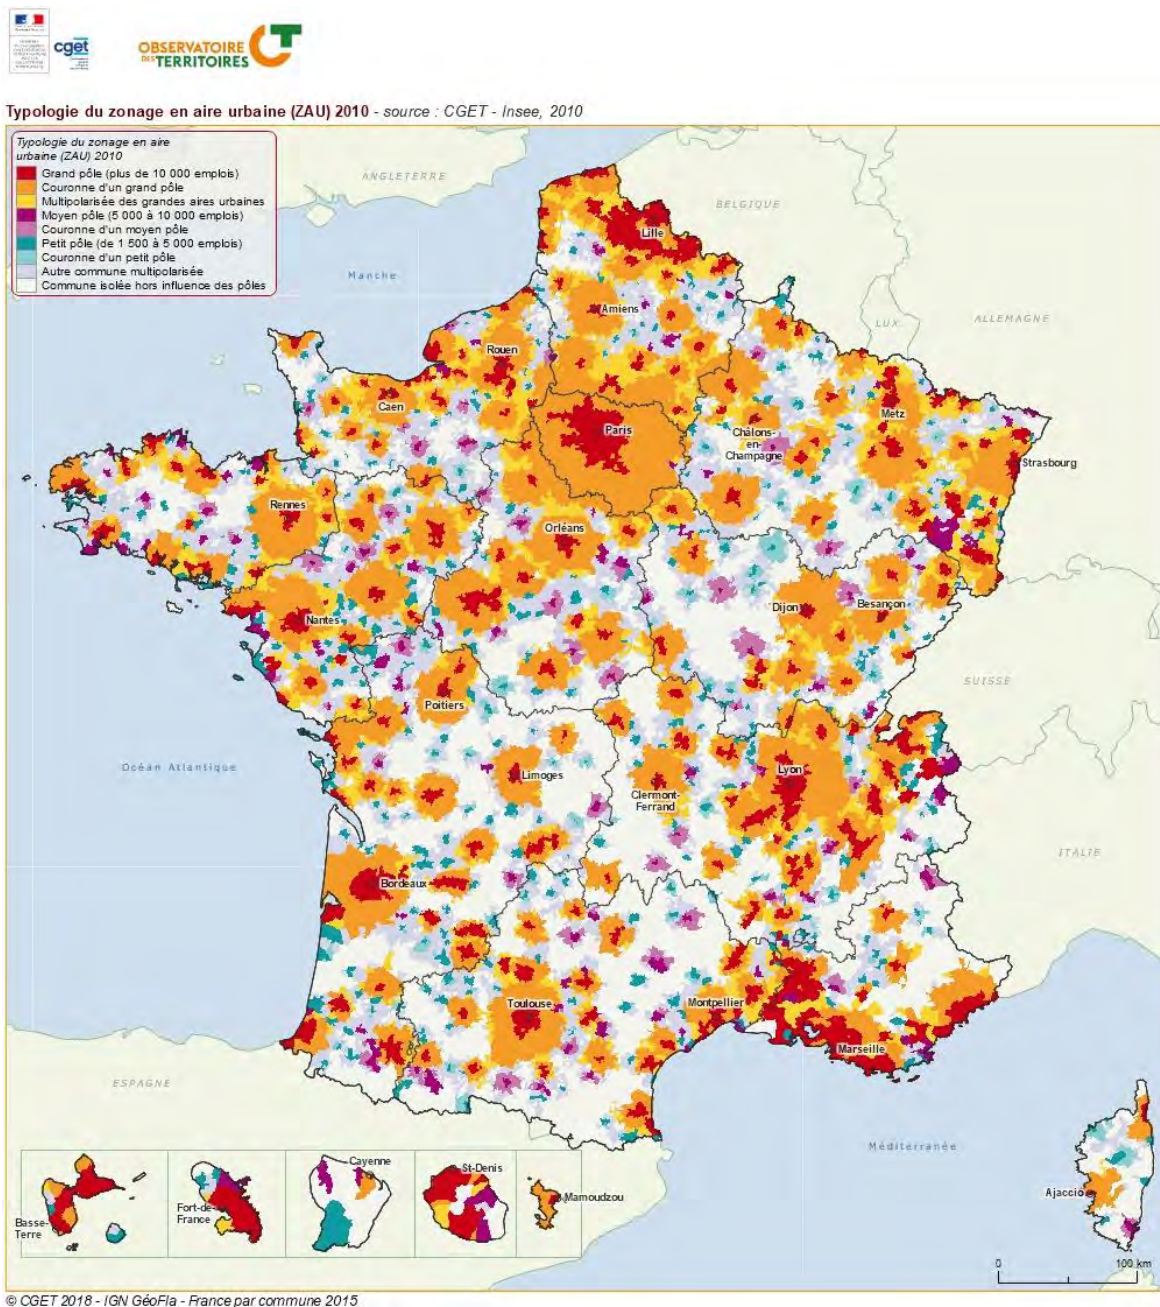 cget
OBSERVATOIRE
DES TERRITOIRES
Typologie du zonage en aire urbaine (ZAU) 2010 - source : CGET - Insee, 2010
Typologie du zonage en aire
urbaine (ZAU) 2010
Grand pôle (plus de 10 000 emplois)
Couronne d'un grand pôle
Multipolarisée des grandes aires urbaines
Moyen pôle (5 000 à 10 000 emplois)
Couronne d'un moyen pôle
Petit pôle (de 1 500 à 5 000 emplois)
Couronne d'un petit pôle
Autre commune multipolarisée
Commune isolée hors influence des pôles
ANGLETERRE
BELGIQUE
Lille
Manche
Amiens
ALLEMAGNE
LUX
Rouen
Caen
Metz
Paris
Châlons-
en-
Champagne
Strasbourg
Rennes
Orléans
Dijon
Besançon
Nantes
SUISSE
Poitiers
Océan Atlantique
Limoges
Lyon
Clermont-
Ferrand
ITALIE
Bordeaux
Toulouse
Montpellier
Marseille
ESPAGNE
Méditerranée
Cayenne
St-Denis
Mamoudzou
Ajaccio
Fort-de-
France
Basse-
Terre
0 100 km
© CGET 2018 - IGN GéoFla - France par commune 2015